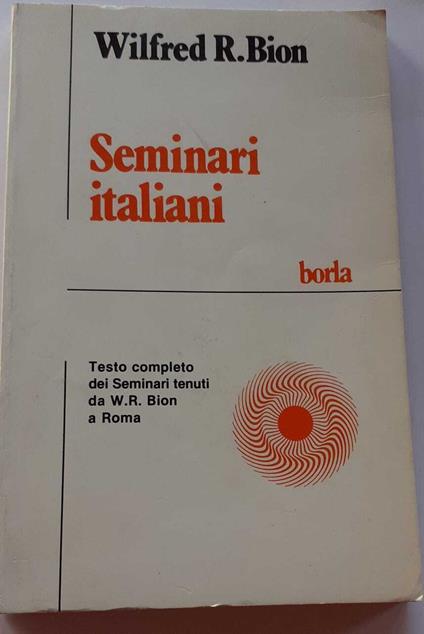 Wilfred R.Bion
Seminari
italiani
borla
Testo completo
dei Seminari tenuti
da W.R. Bion
a Roma